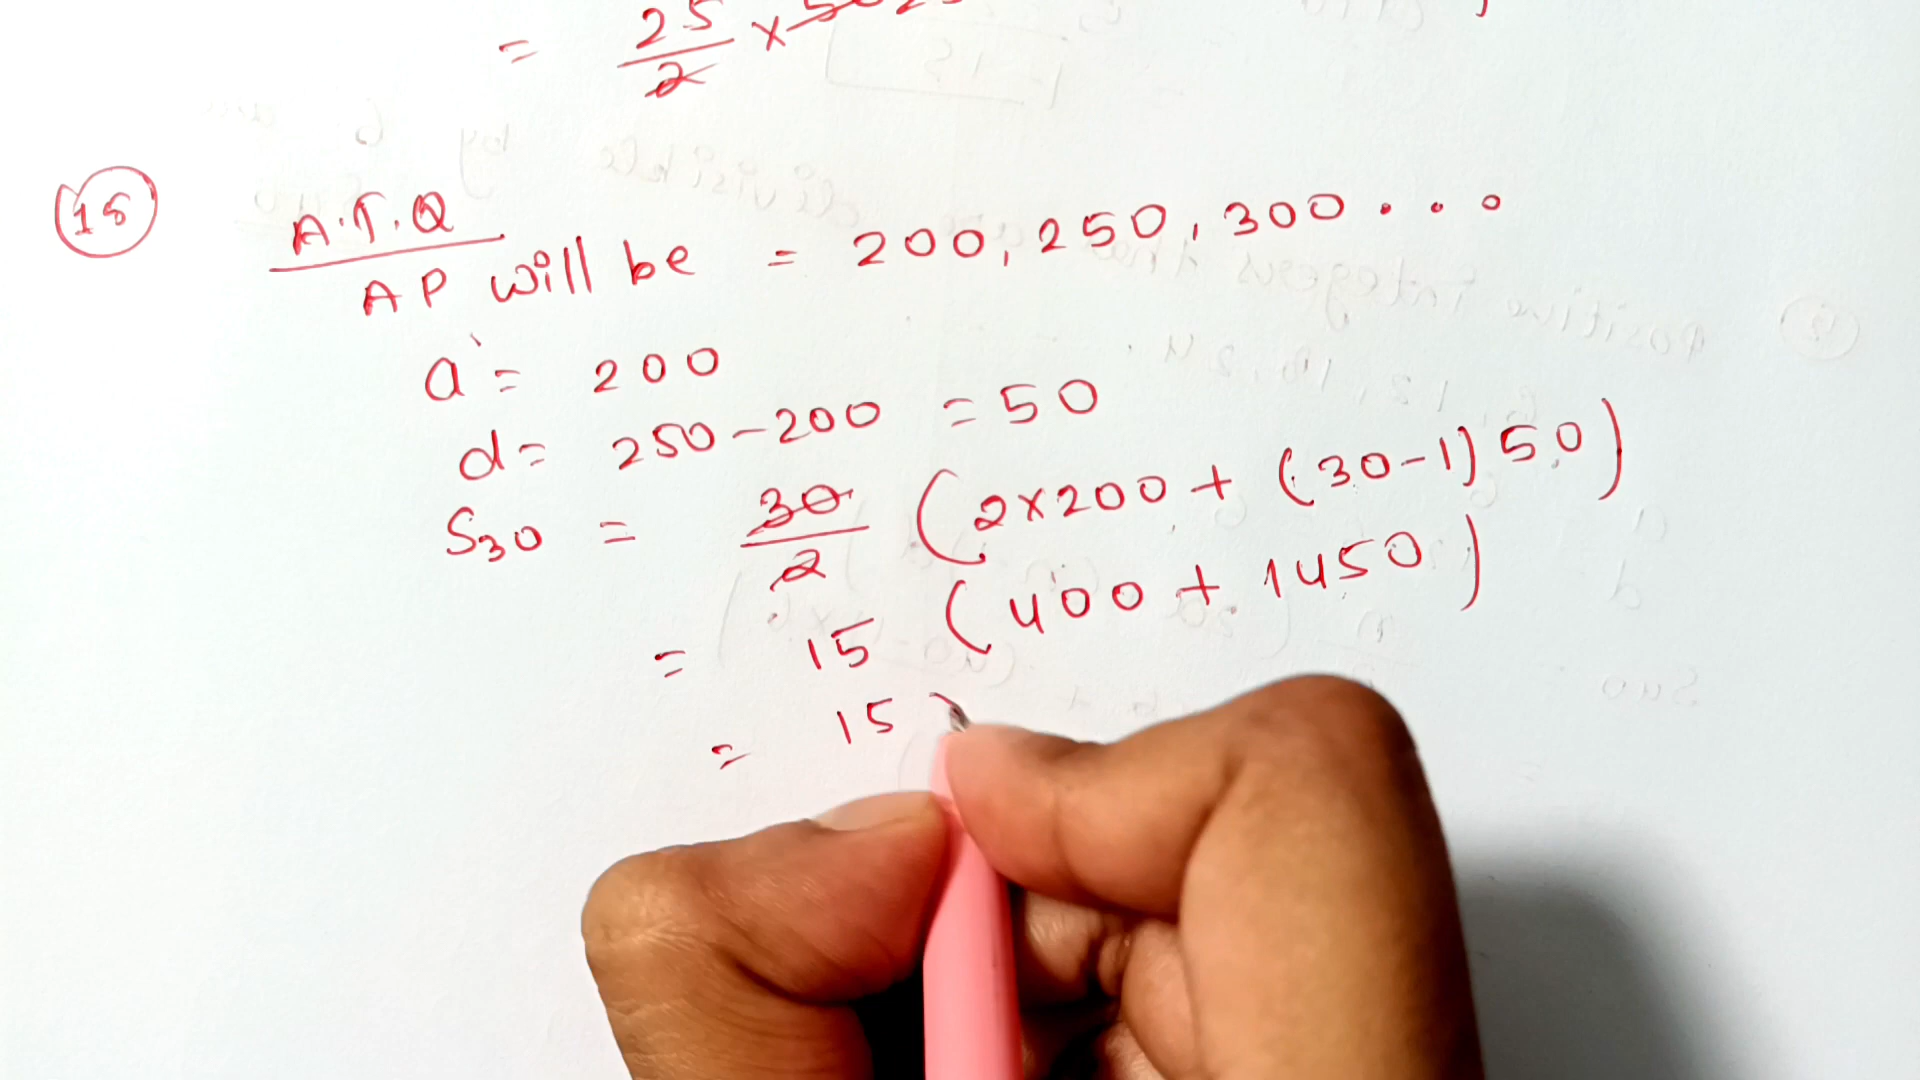 = 25/2 ×
15
A.T.Q
AP will be = 200, 250, 300 . . .
a = 200
d = 250 - 200 = 50
S30 = 30/2 (2×200 + (30-1) 50)
= 15 (400 + 1450)
= 15